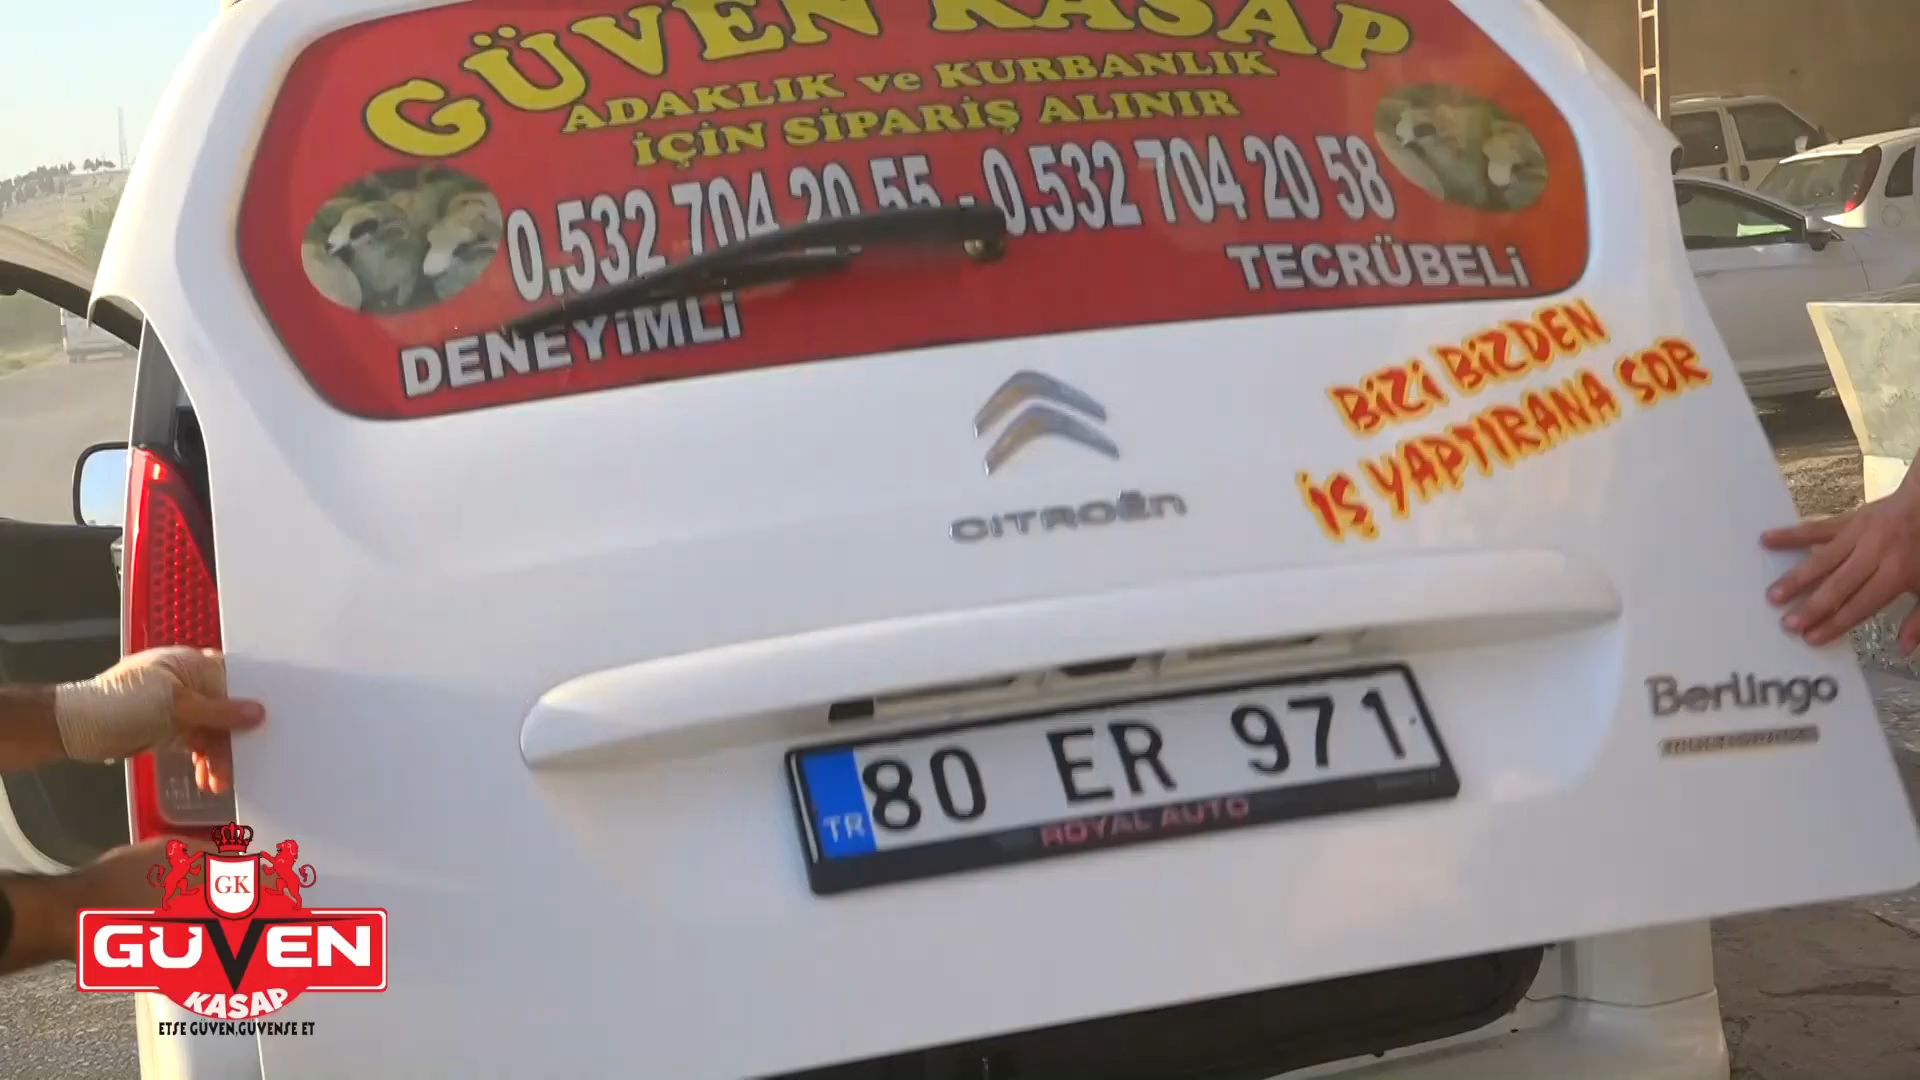 GÜVEN KASAP
ADAKLIK ve KURBANLIK
İÇİN SİPARİŞ ALINIR
0.532 704 20 55 - 0.532 704 20 58
DENEYİMLİ
TECRÜBELİ
BİZİ BİZDEN
İŞ YAPTIRANA SOR
CITROËN
Berlingo
TR 80 ER 971
ROYAL AUTO
GK
GÜVEN
KASAP
ETSE GÜVEN,GÜVENSE ET